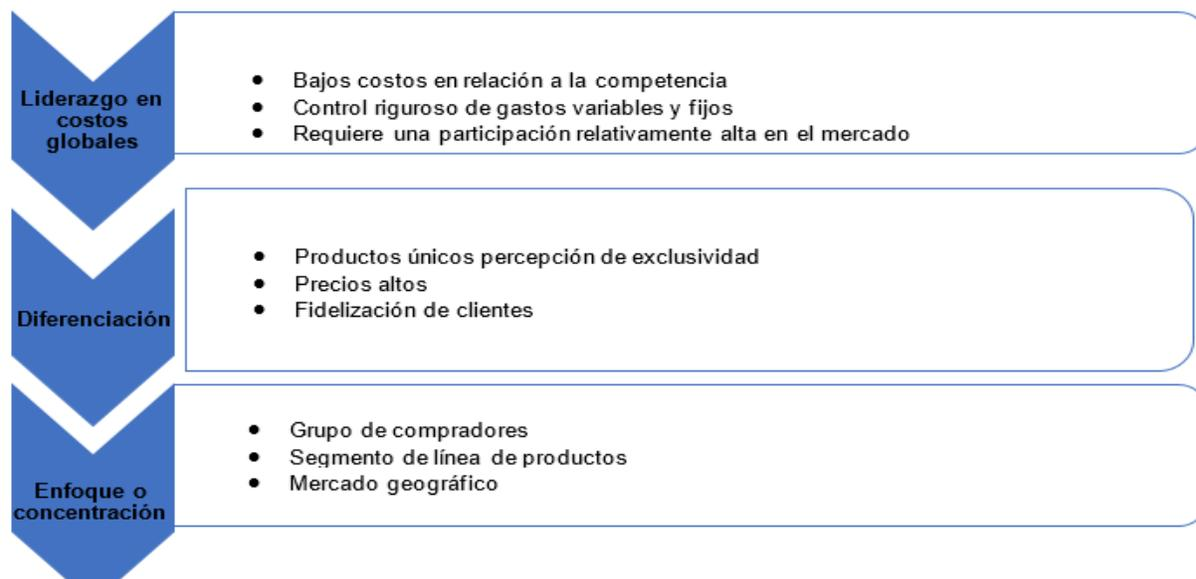 Liderazgo en
costos
globales
● Bajos costos en relación a la competencia
● Control riguroso de gastos variables y fijos
● Requiere una participación relativamente alta en el mercado
Diferenciación
● Productos únicos percepción de exclusividad
● Precios altos
● Fidelización de clientes
Enfoque o
concentración
● Grupo de compradores
● Segmento de línea de productos
● Mercado geográfico